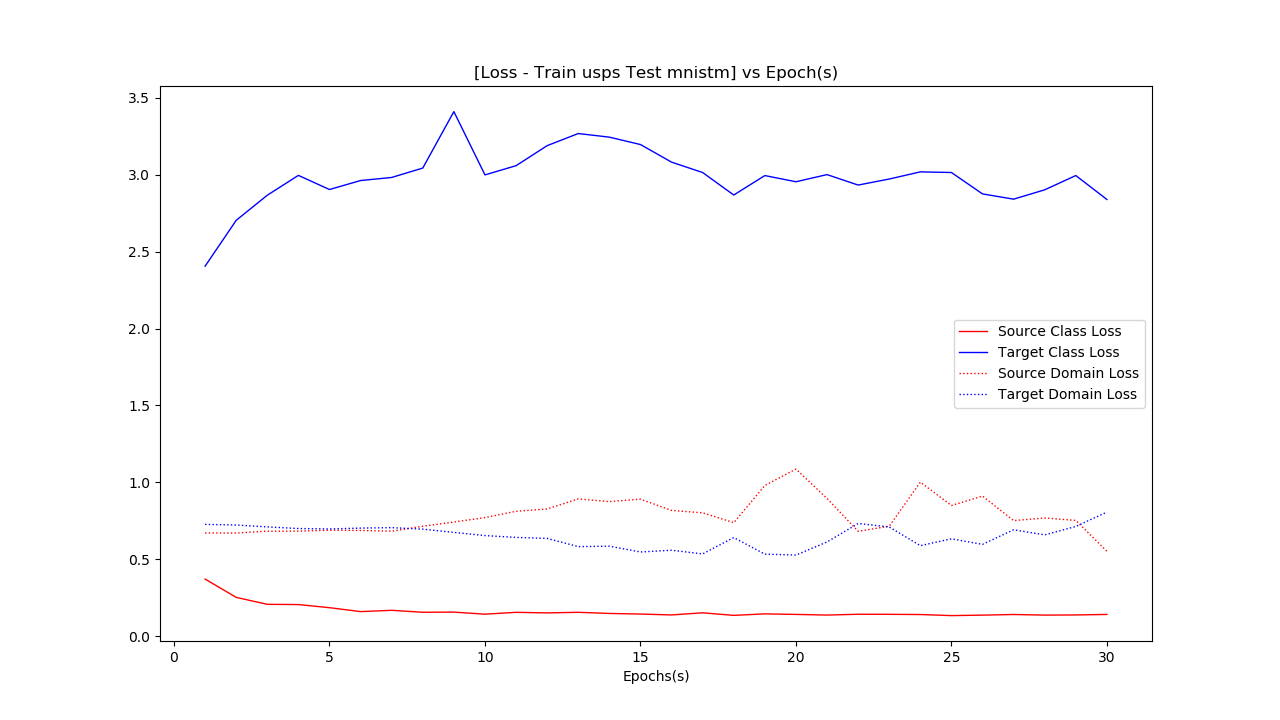 [Loss - Train usps Test mnistm] vs Epoch(s)
3.5
3.0
2.5
2.0
1.5
1.0
0.5
0.0
Source Class Loss
Target Class Loss
Source Domain Loss
Target Domain Loss
0 5 10 15 20 25 30
Epochs(s)